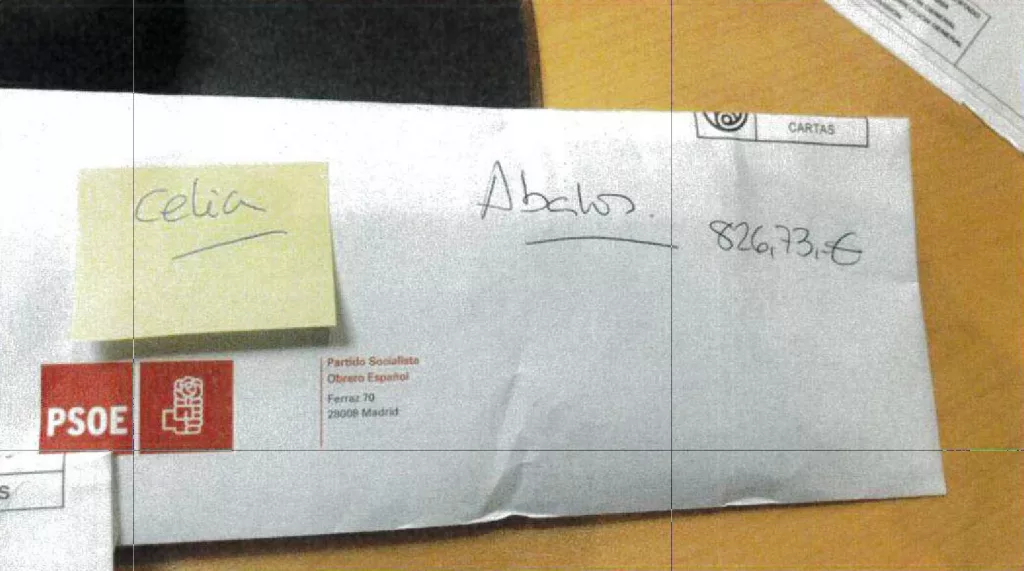 CARTAS
celia
Abalos.
826,73,-€
PSOE
Partido Socialista
Obrero Español
Ferraz 70
28008 Madrid
S